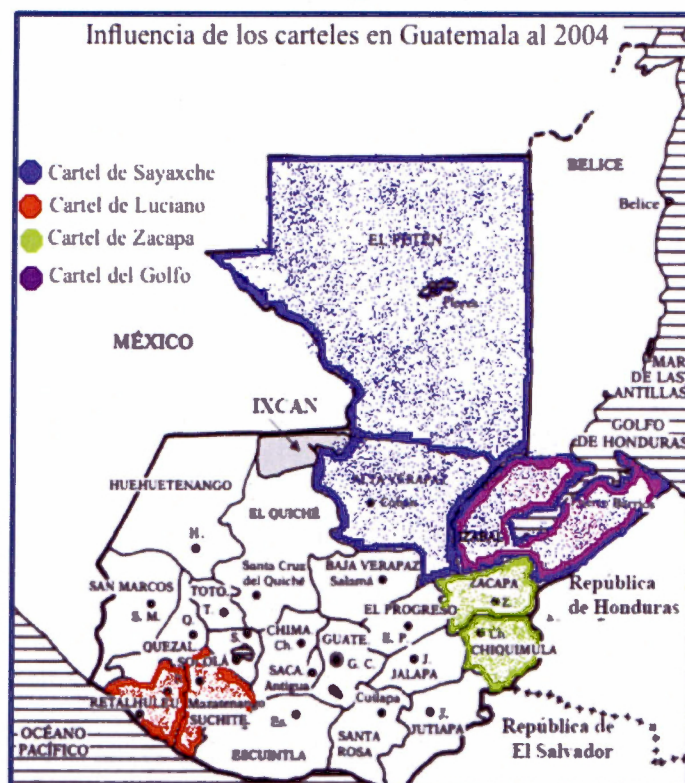 Influencia de los carteles en Guatemala al 2004
Cartel de Sayaxche
Cartel de Luciano
Cartel de Zacapa
Cartel del Golfo
BELICE
Belice
EL PETÉN
Flores
MÉXICO
MAR
DE LAS
ANTILLAS
GOLFO
DE HONDURAS
IXCAN
HUEHUETENANGO
ALTA VERAPAZ
Cobán
EL QUICHÉ
IZABAL
Puerto Barrios
H.
SAN MARCOS
S. M.
TOTO.
T.
Santa Cruz
del Quiché
BAJA VERAPAZ
Salamá
ZACAPA
Z.
República
de Honduras
EL PROGRESO
E. P.
Q.
QUEZAL.
S.
SOLOLÁ
CHIMA
Ch.
GUATE.
G. C.
SACA.
Antigua
J.
JALAPA
Ch.
CHIQUIMULA
R.
RETALHULEU
Mazatenango
SUCHITE.
Es.
ESCUINTLA
Cuilapa
SANTA
ROSA
J.
JUTIAPA
República de
El Salvador
OCÉANO
PACÍFICO